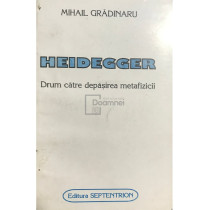 MIHAIL GRĂDINARU
HEIDEGGER
Drum către depăşirea metafizicii
Editura SEPTENTRION